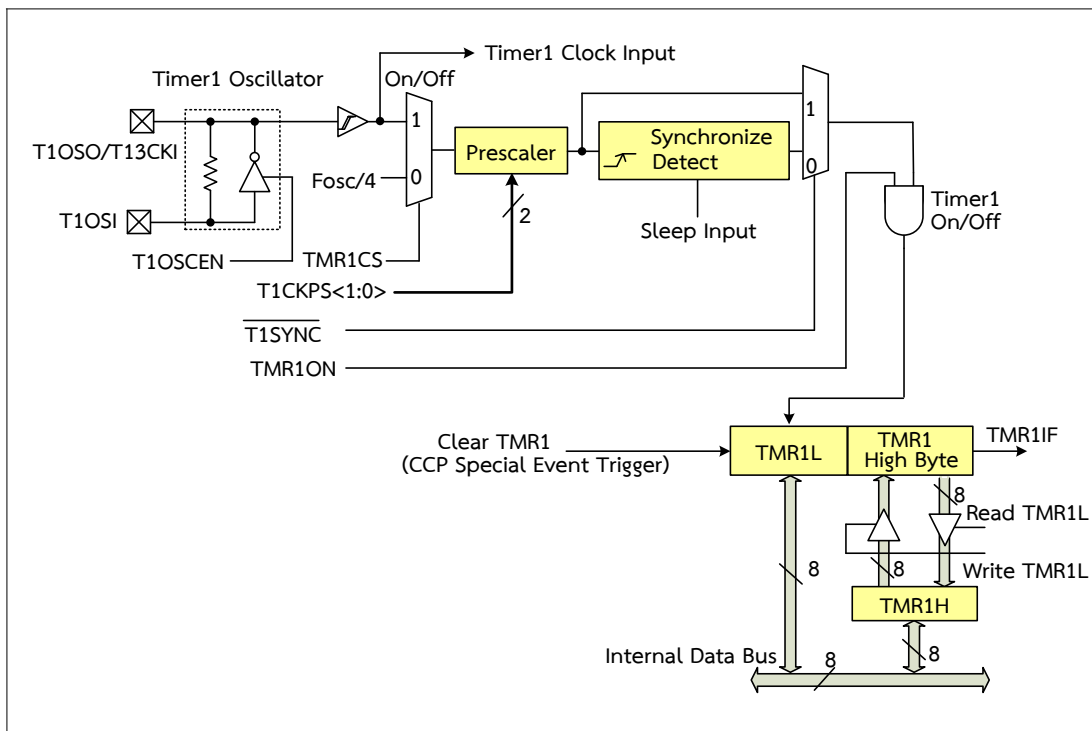 Timer1 Clock Input
Timer1 Oscillator
On/Off
T1OSO/T13CKI
1
Prescaler
Synchronize
Detect
1
0
Fosc/4
0
2
T1OSI
Sleep Input
Timer1
On/Off
T1OSCEN
TMR1CS
T1CKPS<1:0>
T1SYNC
TMR1ON
Clear TMR1
(CCP Special Event Trigger)
TMR1L
TMR1
High Byte
TMR1IF
8
Read TMR1L
8
8
Write TMR1L
TMR1H
Internal Data Bus
8
8